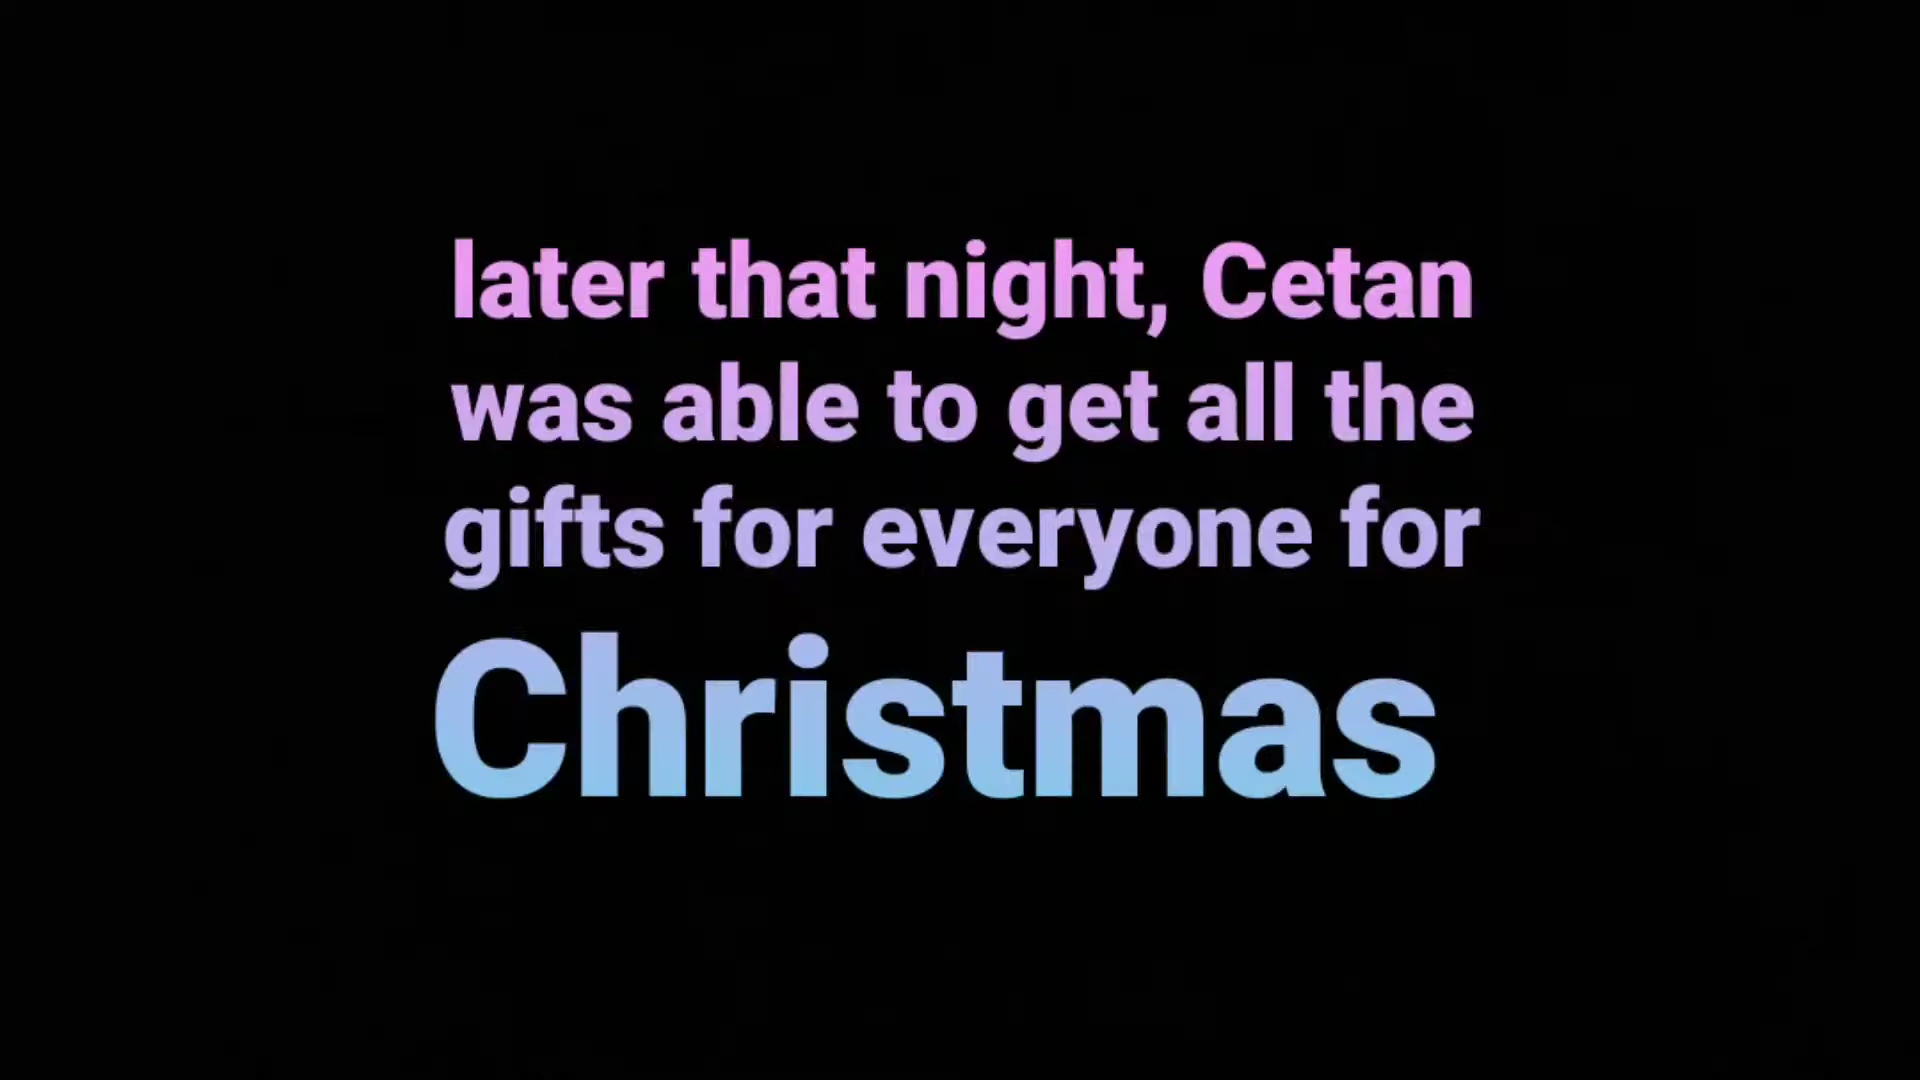 later that night, Cetan
was able to get all the
gifts for everyone for
Christmas